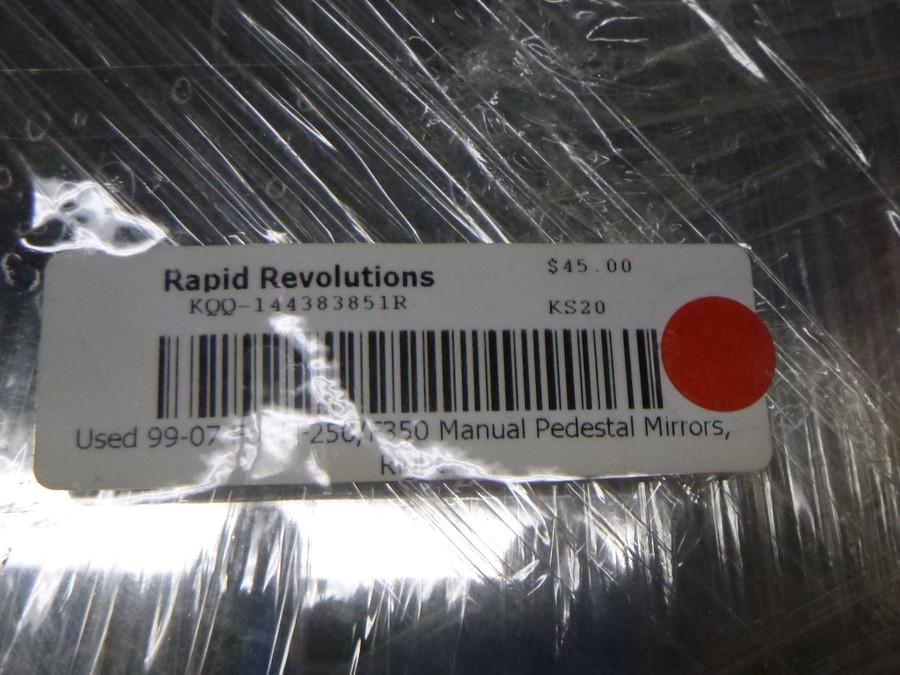 Rapid Revolutions
$45.00
KQQ-144383851R
KS20
Used 99-07 -250/F350 Manual Pedestal Mirrors,